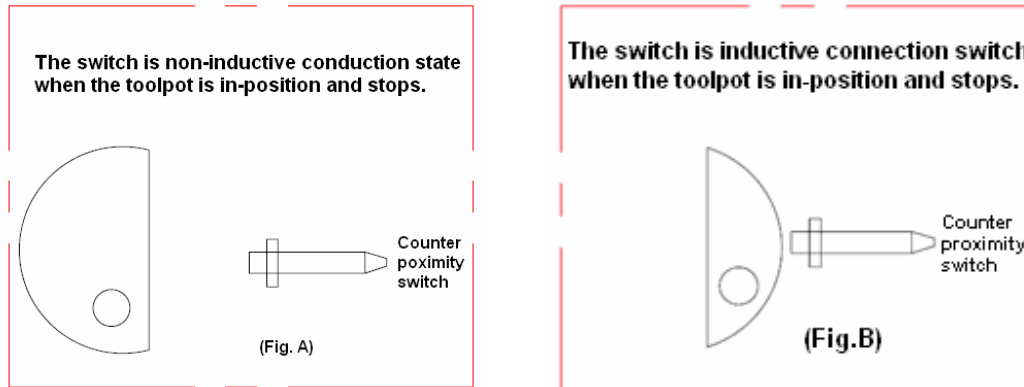 The switch is non-inductive conduction state
when the toolpot is in-position and stops.
Counter
poximity
switch
(Fig. A)
The switch is inductive connection switch
when the toolpot is in-position and stops.
Counter
proximity
switch
(Fig.B)